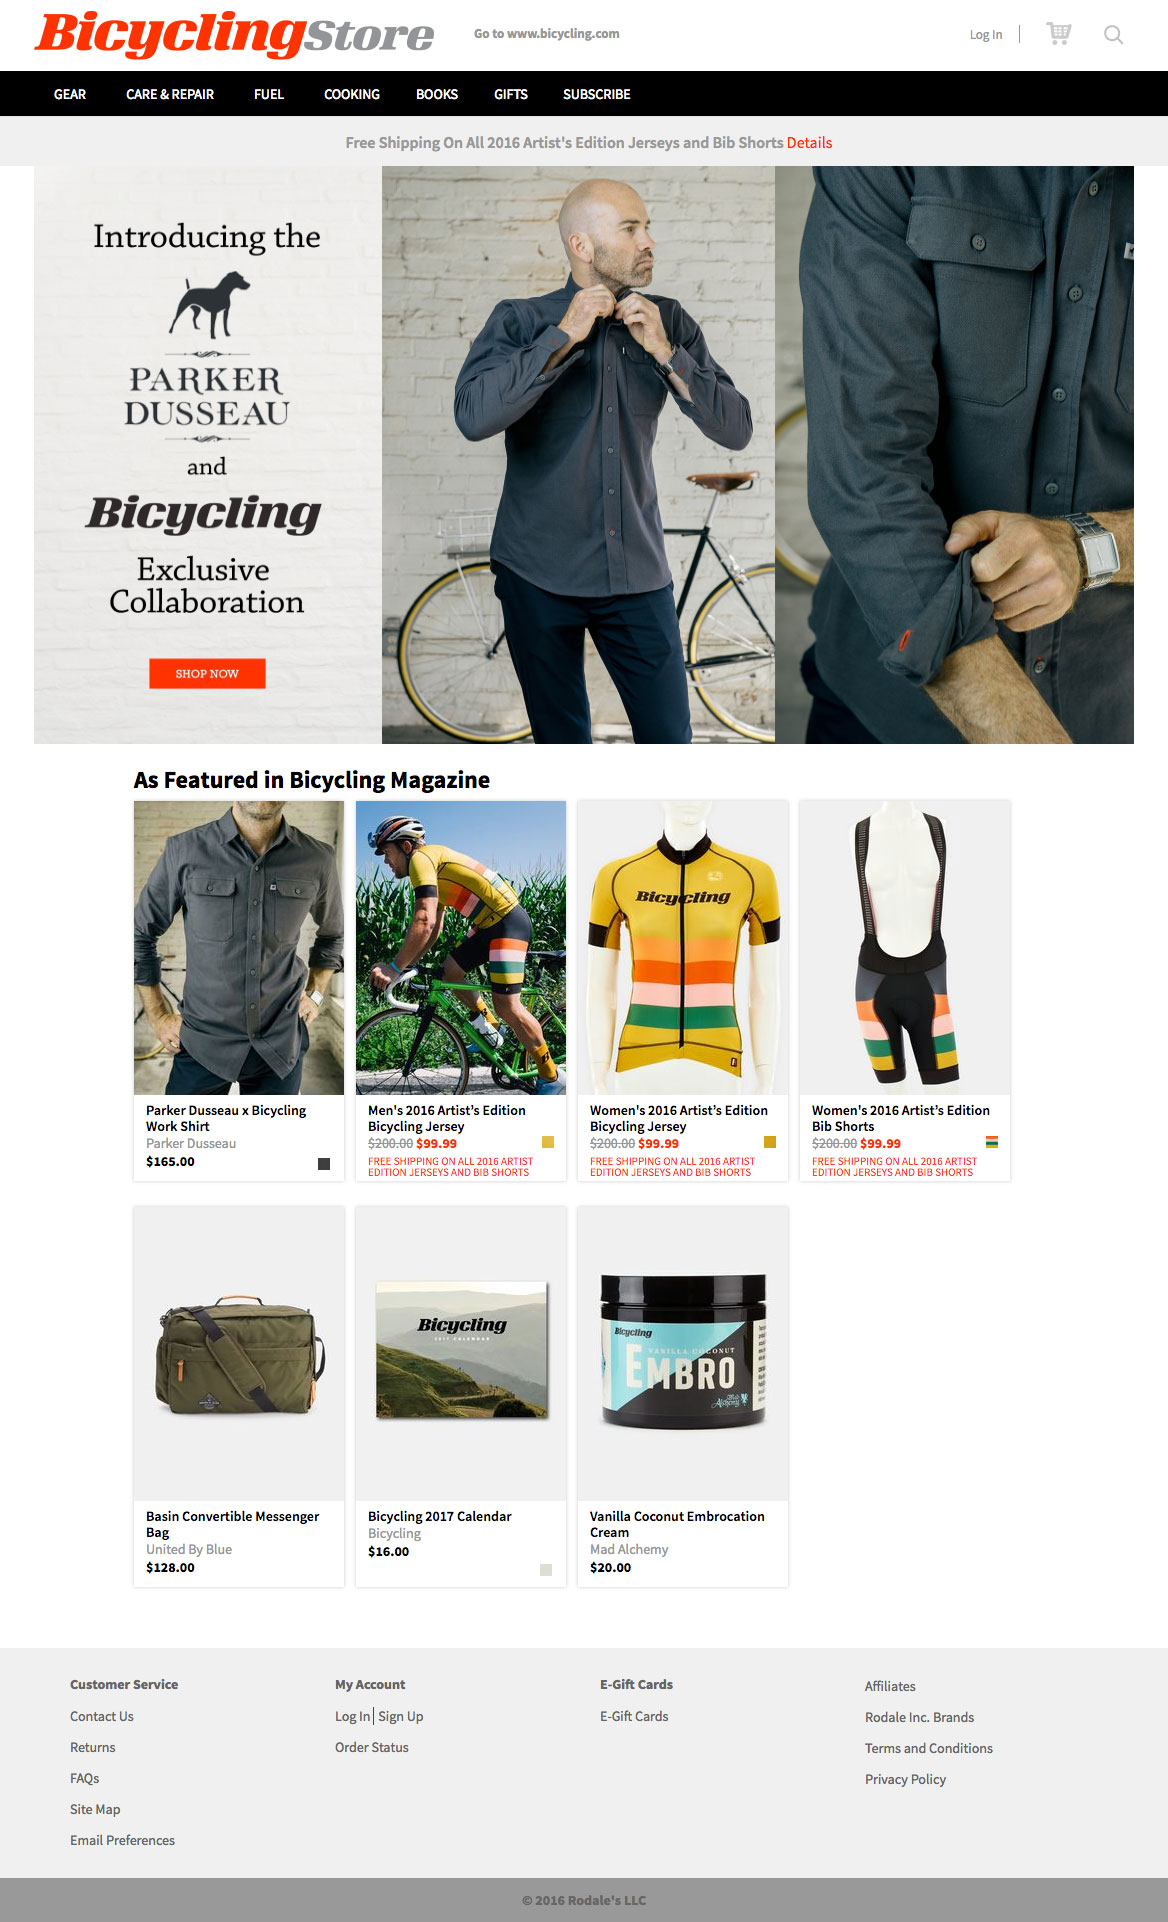 BicyclingStore
Go to www.bicycling.com
Log In
GEAR CARE & REPAIR FUEL COOKING BOOKS GIFTS SUBSCRIBE
Free Shipping On All 2016 Artist's Edition Jerseys and Bib Shorts Details
Introducing the
PARKER
DUSSEAU
and
Bicycling
Exclusive
Collaboration
SHOP NOW
As Featured in Bicycling Magazine
Bicycling
Parker Dusseau x Bicycling
Work Shirt
Parker Dusseau
$165.00
Men's 2016 Artist’s Edition
Bicycling Jersey
$200.00 $99.99
FREE SHIPPING ON ALL 2016 ARTIST
EDITION JERSEYS AND BIB SHORTS
Women's 2016 Artist’s Edition
Bicycling Jersey
$200.00 $99.99
FREE SHIPPING ON ALL 2016 ARTIST
EDITION JERSEYS AND BIB SHORTS
Women's 2016 Artist’s Edition
Bib Shorts
$200.00 $99.99
FREE SHIPPING ON ALL 2016 ARTIST
EDITION JERSEYS AND BIB SHORTS
Bicycling
2017 CALENDAR
Bicycling
VANILLA COCONUT
EMBRO
Mad
Alchemy
Basin Convertible Messenger
Bag
United By Blue
$128.00
Bicycling 2017 Calendar
Bicycling
$16.00
Vanilla Coconut Embrocation
Cream
Mad Alchemy
$20.00
Customer Service
Contact Us
Returns
FAQs
Site Map
Email Preferences
My Account
Log In | Sign Up
Order Status
E-Gift Cards
E-Gift Cards
Affiliates
Rodale Inc. Brands
Terms and Conditions
Privacy Policy
© 2016 Rodale's LLC